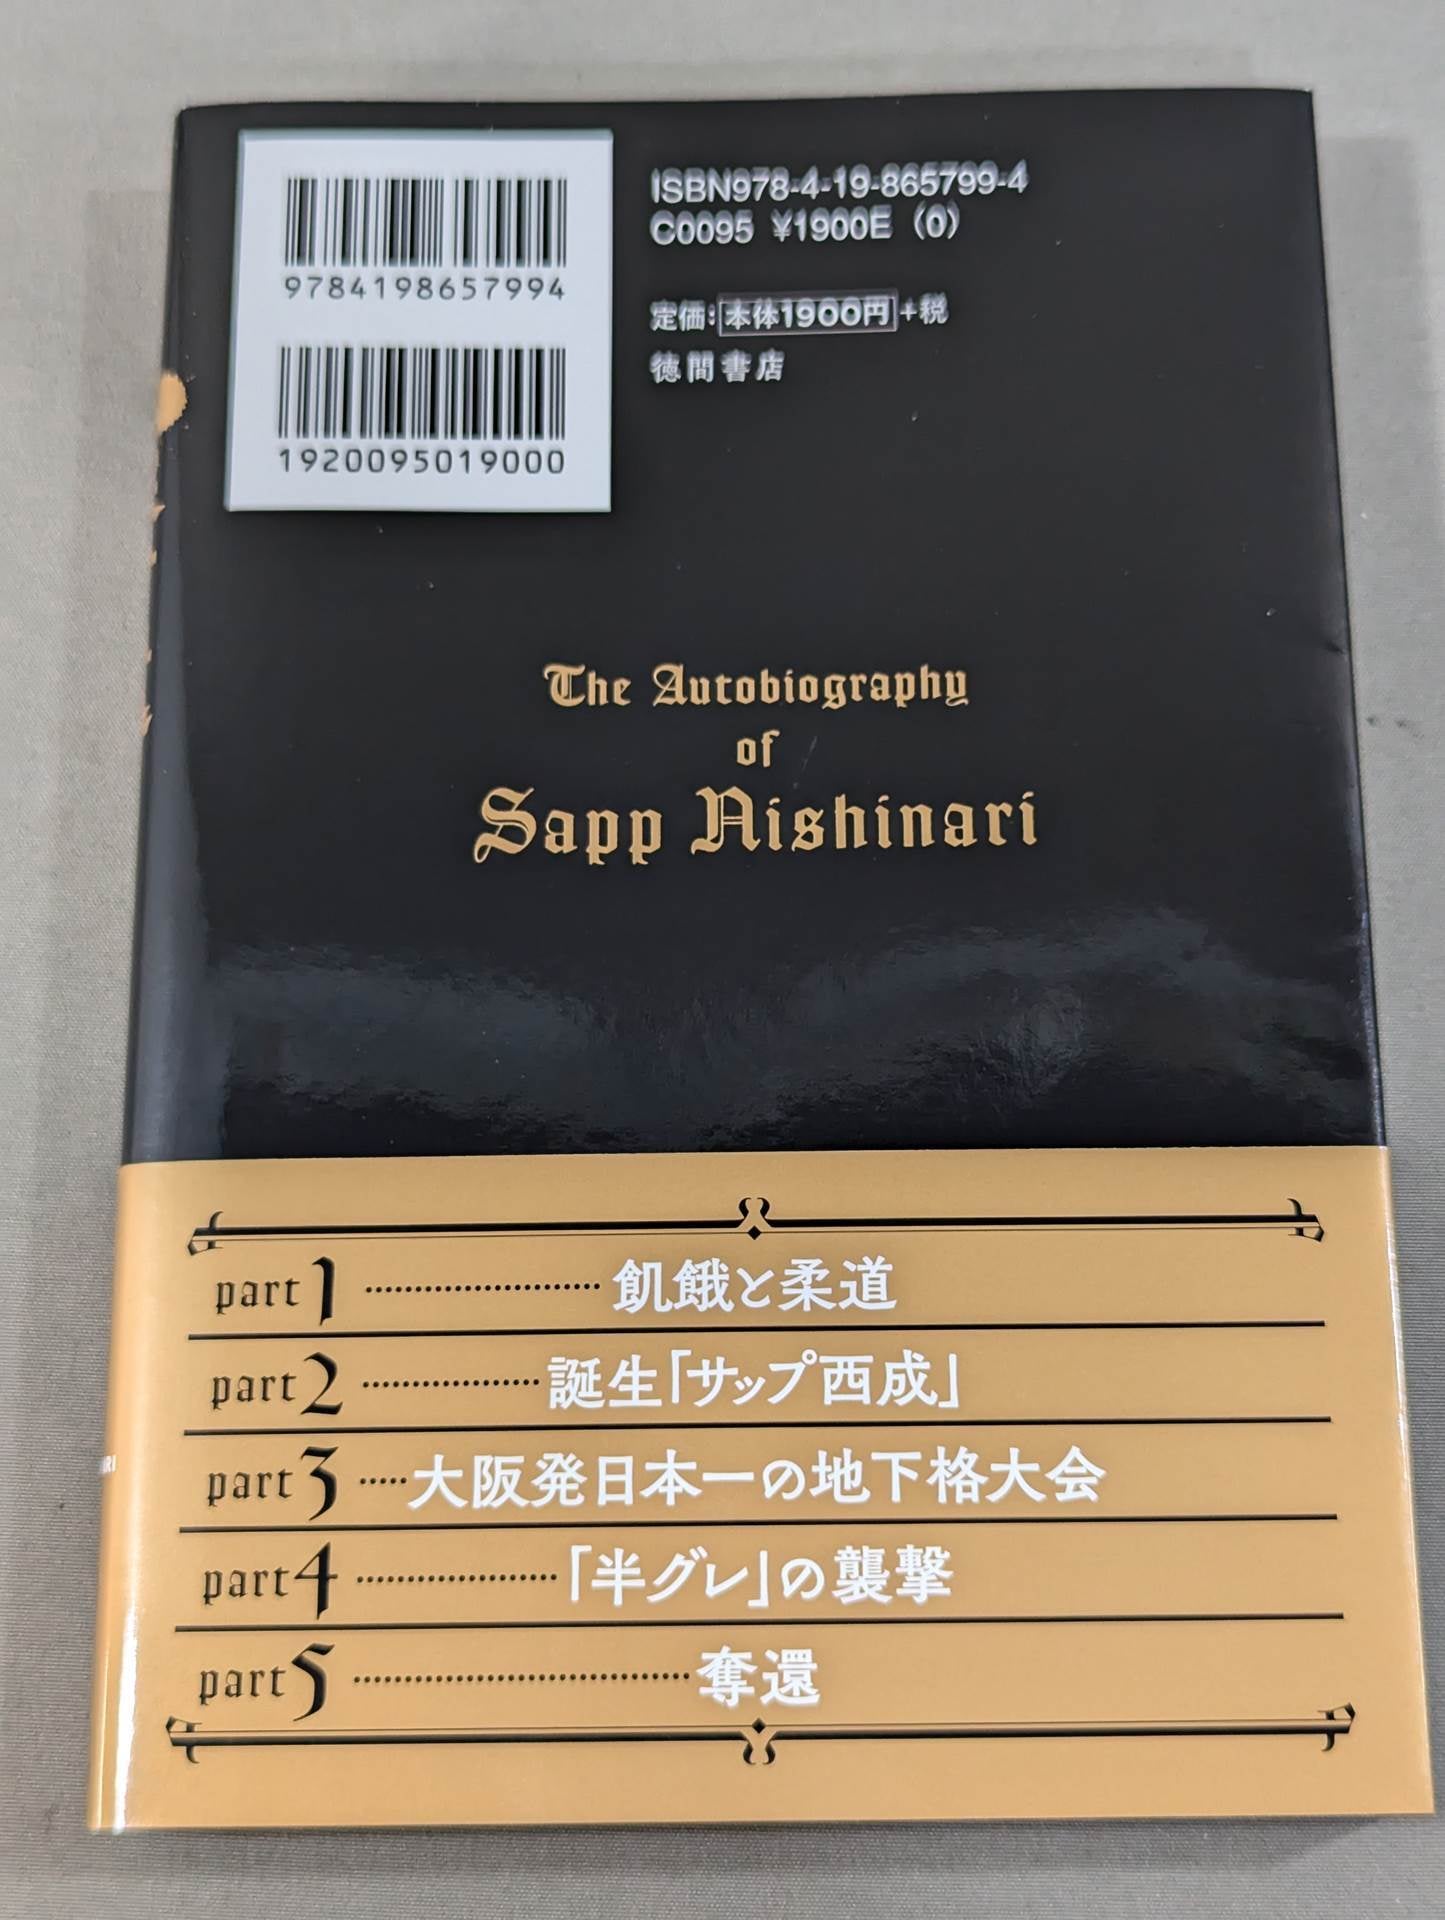 9784198657994
1920095019000
ISBN978-4-19-865799-4
C0095 ¥1900E (0)
定価:本体1900円+税
徳間書店
The Autobiography
of
Sapp Nishinari
part1 飢餓と柔道
part2 誕生「サップ西成」
part3 大阪発日本一の地下格大会
part4 「半グレ」の襲撃
part5 奪還